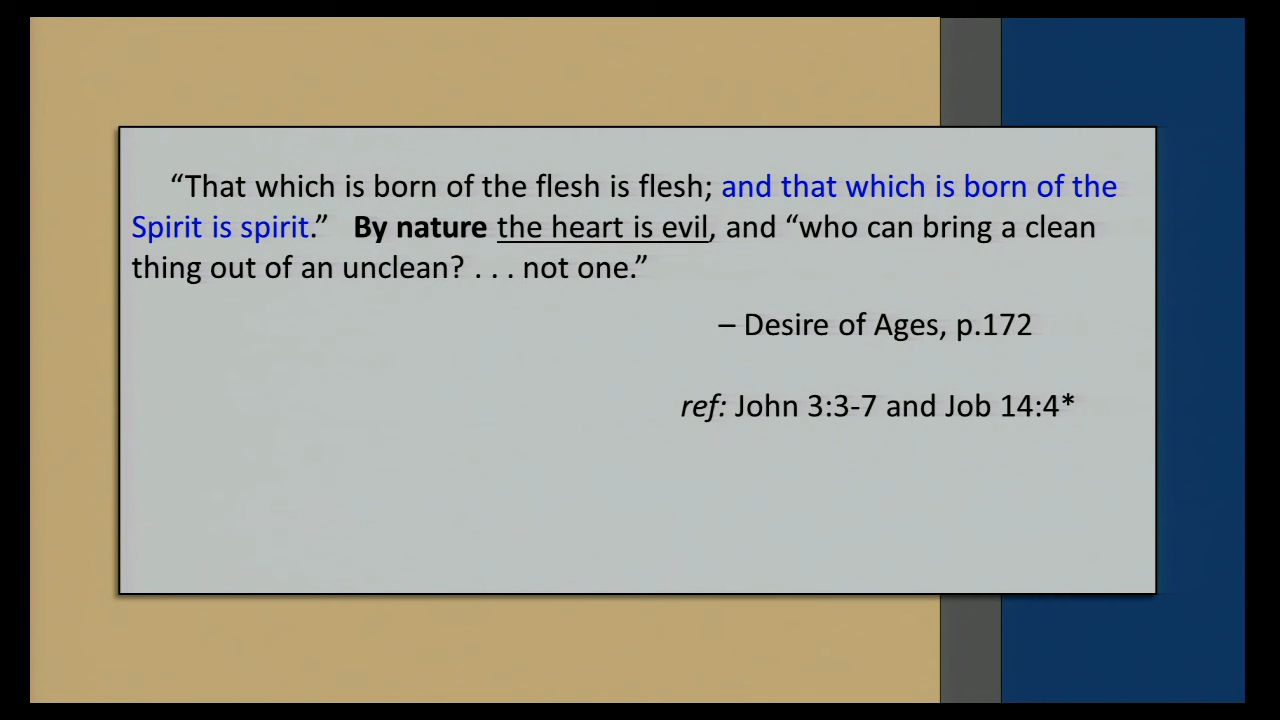 “That which is born of the flesh is flesh; and that which is born of the
Spirit is spirit.” By nature the heart is evil, and “who can bring a clean
thing out of an unclean? . . . not one.”
– Desire of Ages, p.172
ref: John 3:3-7 and Job 14:4*